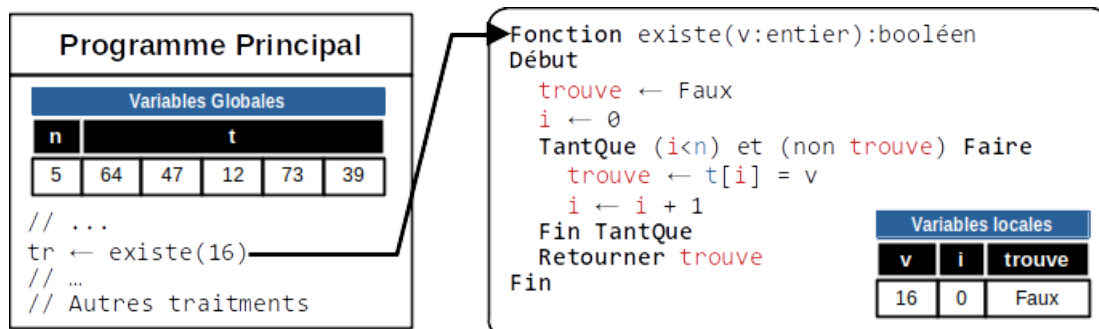 Programme Principal
Variables Globales
n t
5 64 47 12 73 39
// ...
tr ← existe(16)
// …
// Autres traitments
Fonction existe(v:entier):booléen
Début
trouve ← Faux
i ← 0
TantQue (i<n) et (non trouve) Faire
trouve ← t[i] = v
i ← i + 1
Fin TantQue
Retourner trouve
Fin
Variables locales
v i trouve
16 0 Faux